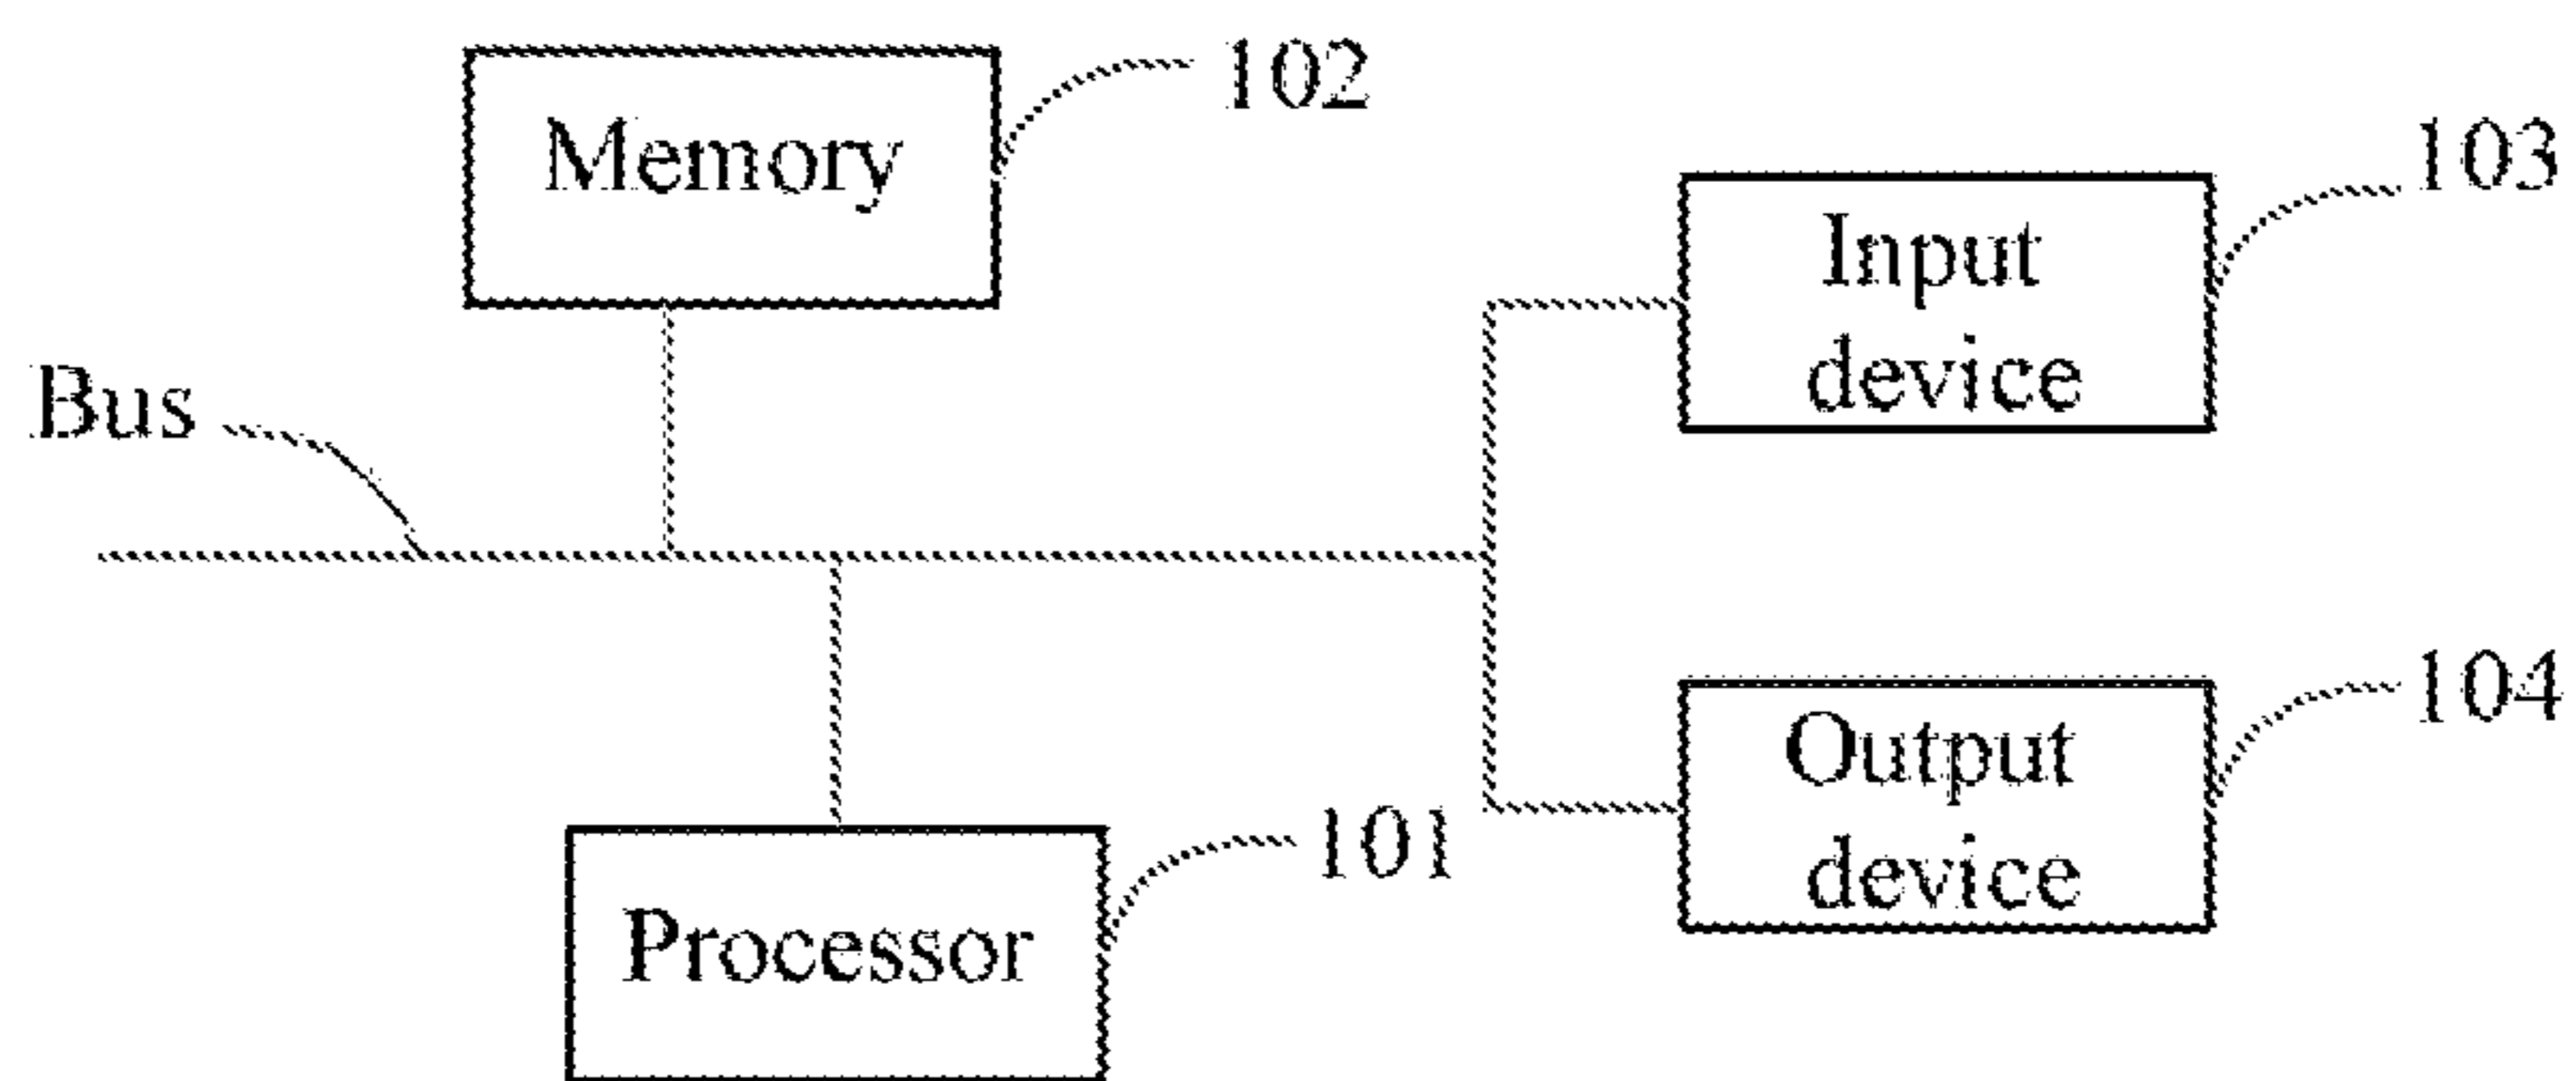 102
Memory
103
Input
device
Bus
104
Output
device
101
Processor